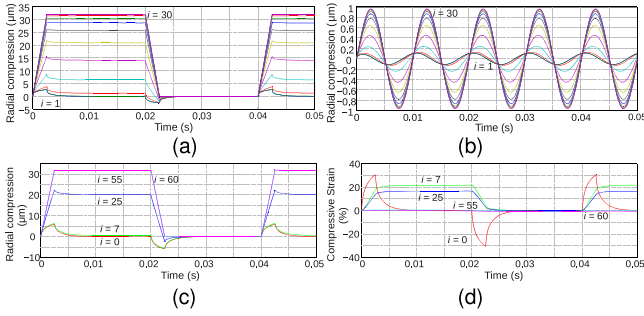 Radial compression (µm)
35
30
25
20
15
10
5
0
−5
i = 30
i = 1
0
0.01
0.02
0.03
0.04
0.05
Time (s)
(a)
Radial compression (µm)
1
0.8
0.6
0.4
0.2
0
−0.2
−0.4
−0.6
−0.8
−1
i = 30
i = 1
0
0.01
0.02
0.03
0.04
0.05
Time (s)
(b)
Radial compression
(µm)
30
20
10
0
−10
i = 55
i = 60
i = 25
i = 7
i = 0
0
0,01
0,02
0,03
0,04
0,05
Time (s)
(c)
Compressive Strain
(%)
40
20
0
−20
−40
i = 7
i = 25
i = 55
i = 60
i = 0
0
0,01
0,02
0,03
0,04
0,05
Time (s)
(d)